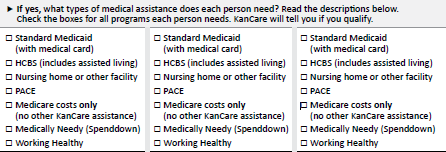 ► If yes, what types of medical assistance does each person need? Read the descriptions below.
Check the boxes for all programs each person needs. KanCare will tell you if you qualify.
☐ Standard Medicaid
(with medical card)
☐ HCBS (includes assisted living)
☐ Nursing home or other facility
☐ PACE
☐ Medicare costs only
(no other KanCare assistance)
☐ Medically Needy (Spenddown)
☐ Working Healthy
☐ Standard Medicaid
(with medical card)
☐ HCBS (includes assisted living)
☐ Nursing home or other facility
☐ PACE
☐ Medicare costs only
(no other KanCare assistance)
☐ Medically Needy (Spenddown)
☐ Working Healthy
☐ Standard Medicaid
(with medical card)
☐ HCBS (includes assisted living)
☐ Nursing home or other facility
☐ PACE
☐ Medicare costs only
(no other KanCare assistance)
☐ Medically Needy (Spenddown)
☐ Working Healthy